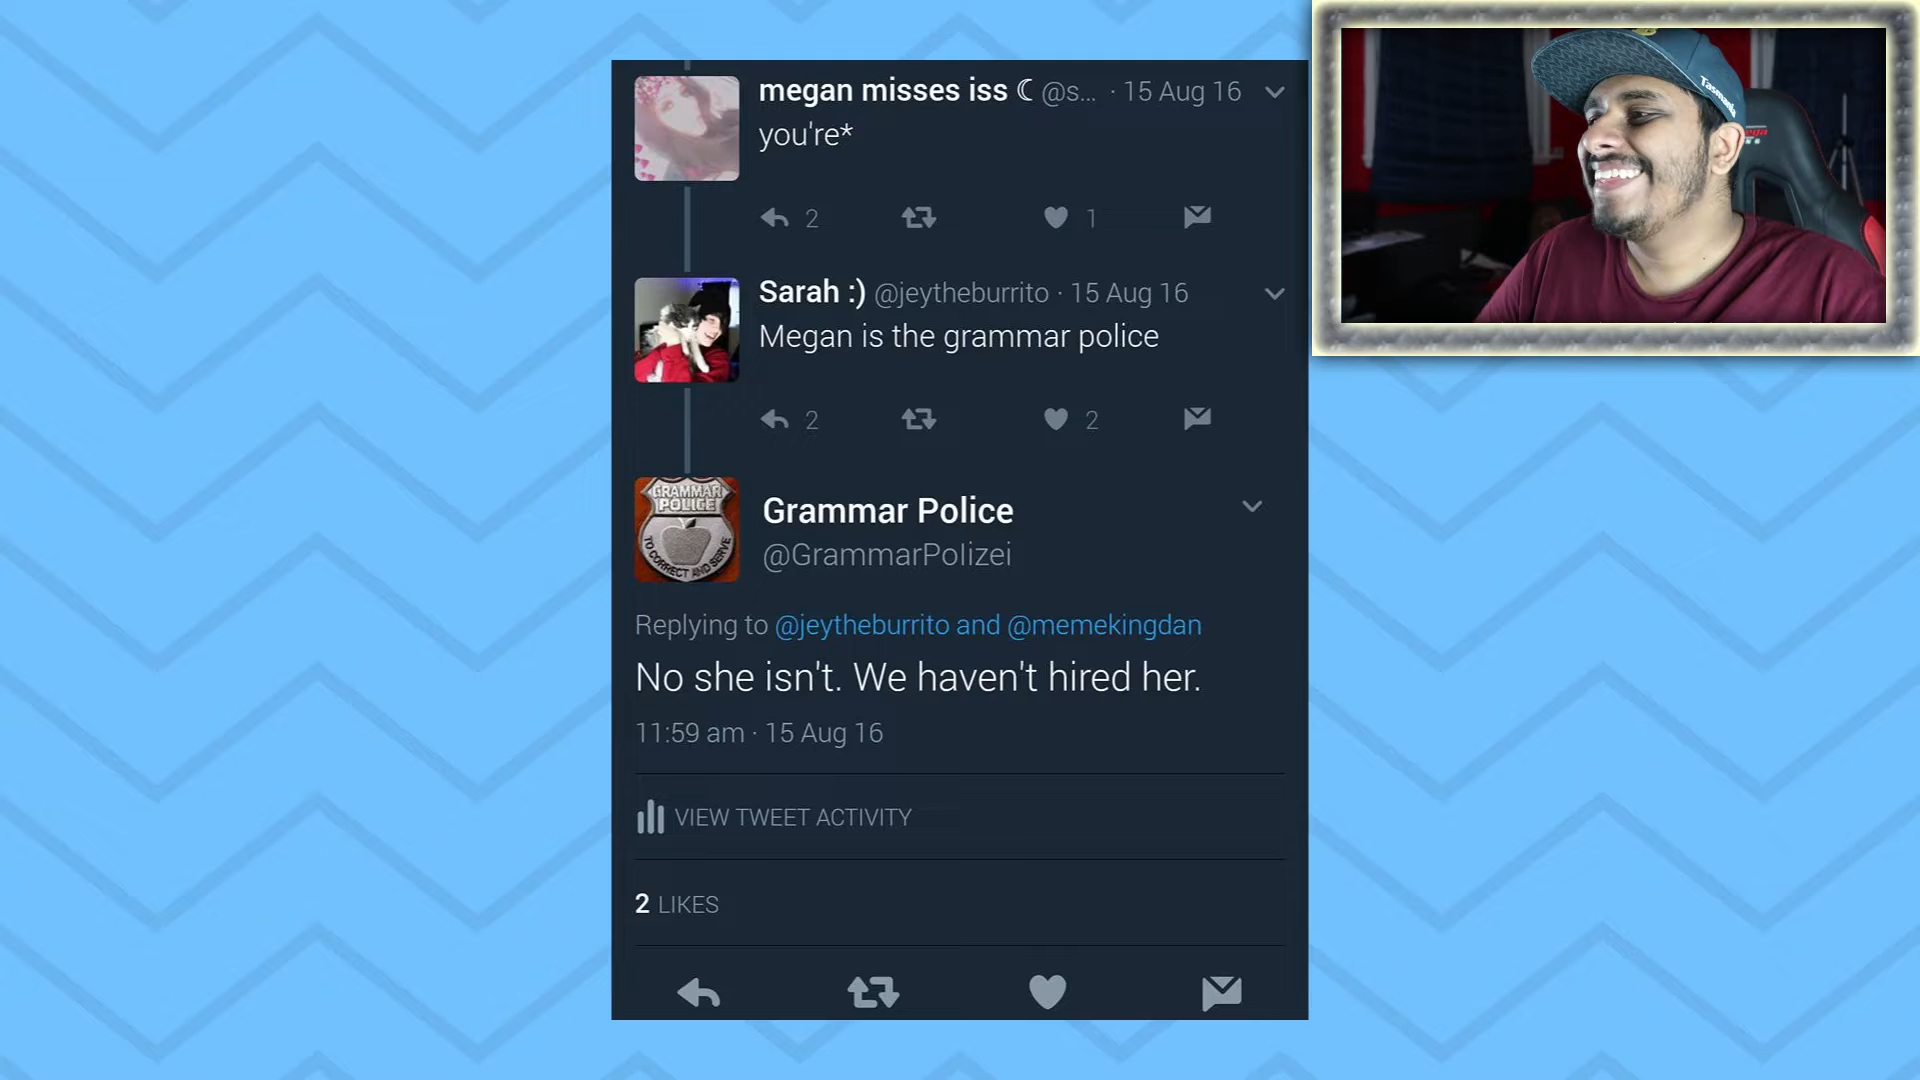 megan misses iss ☾ @s... · 15 Aug 16
you're*
2 1
Sarah :) @jeytheburrito · 15 Aug 16
Megan is the grammar police
2 2
GRAMMAR
POLICE
TO CORRECT AND SERVE
Grammar Police
@GrammarPolizei
Replying to @jeytheburrito and @memekingdan
No she isn't. We haven't hired her.
11:59 am · 15 Aug 16
VIEW TWEET ACTIVITY
2 LIKES
Tasmania